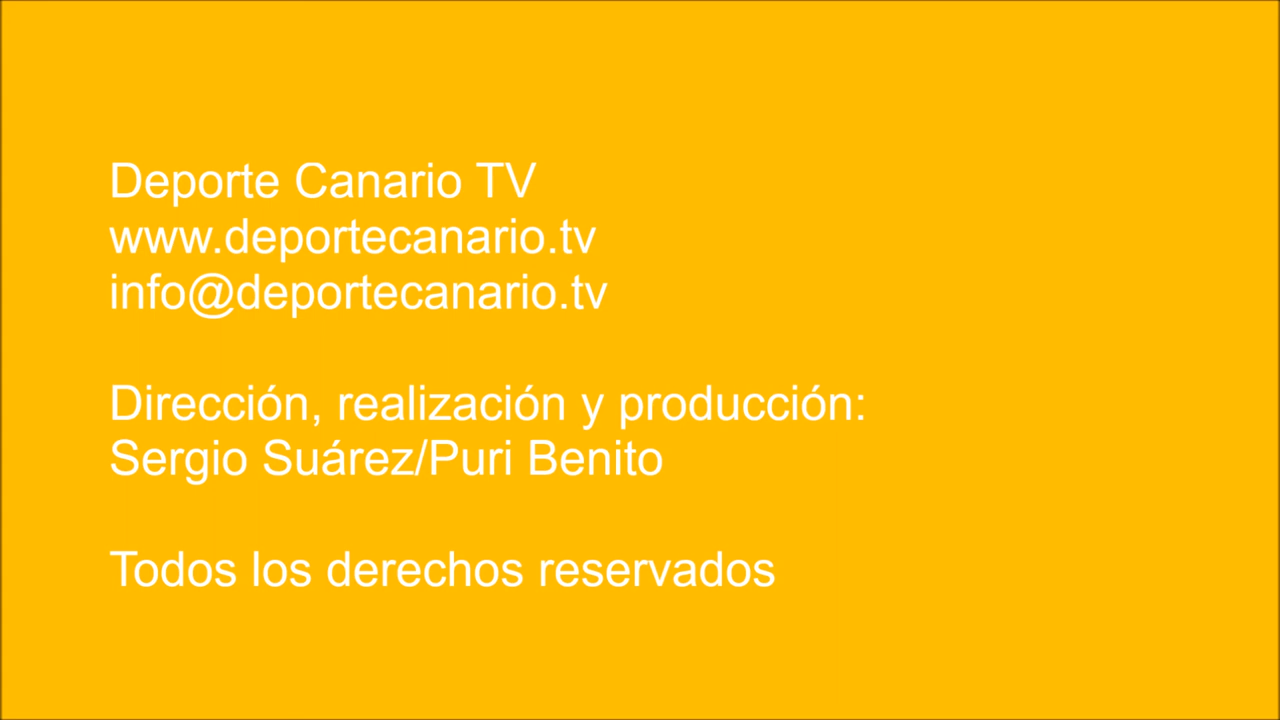 Deporte Canario TV
www.deportecanario.tv
info@deportecanario.tv
Dirección, realización y producción:
Sergio Suárez/Puri Benito
Todos los derechos reservados